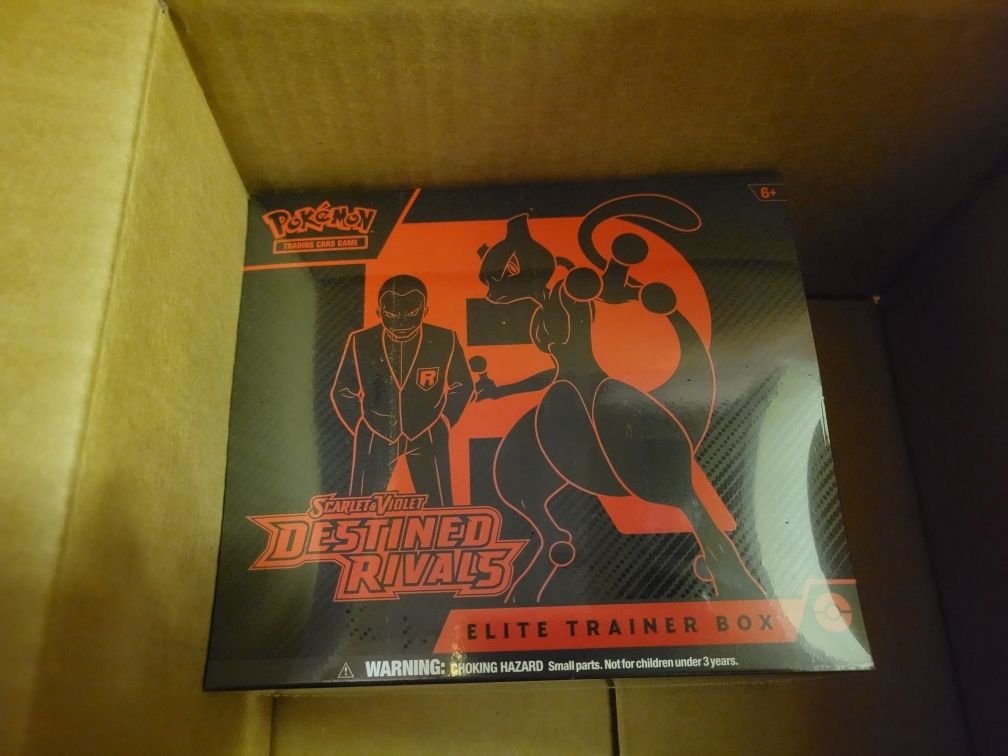 6+
POKéMON
TRADING CARD GAME
R
SCARLET & VIOLET
DESTINED
RIVALS
ELITE TRAINER BOX
WARNING: CHOKING HAZARD Small parts. Not for children under 3 years.